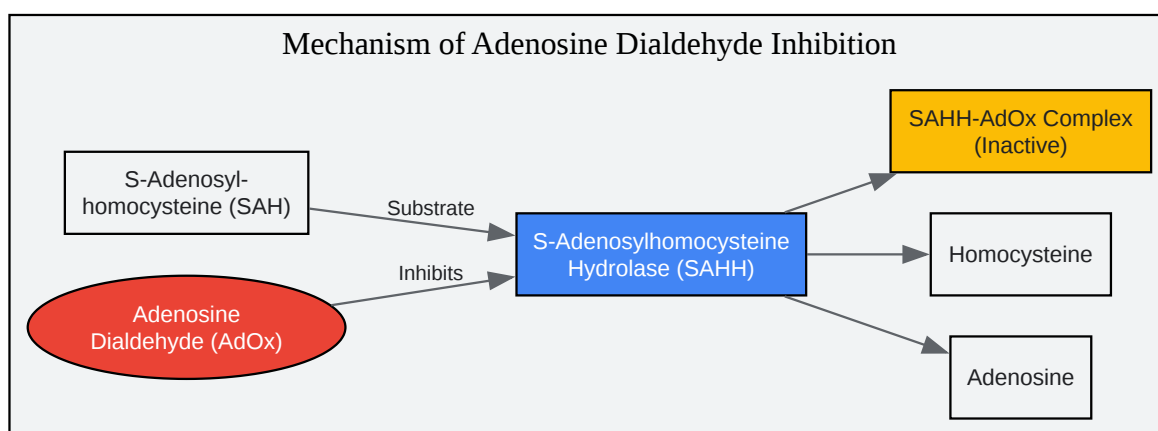 Mechanism of Adenosine Dialdehyde Inhibition
S-Adenosyl-
homocysteine (SAH)
Substrate
Adenosine
Dialdehyde (AdOx)
Inhibits
S-Adenosylhomocysteine
Hydrolase (SAHH)
SAHH-AdOx Complex
(Inactive)
Homocysteine
Adenosine